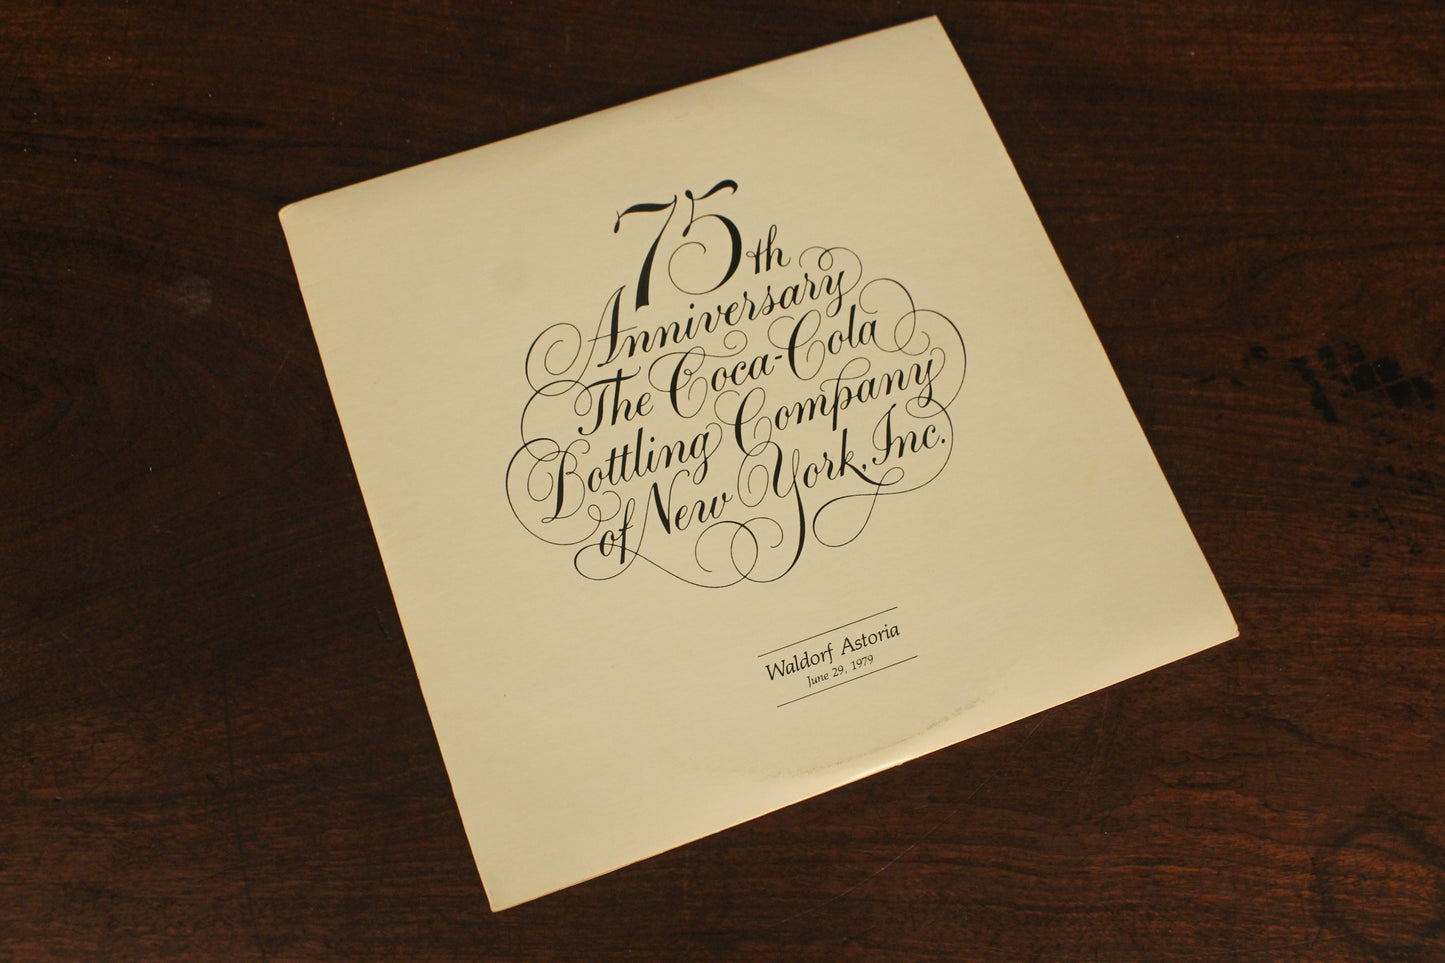 75th
Anniversary
The Coca-Cola
Bottling Company
of New York, Inc.
Waldorf Astoria
June 29, 1979